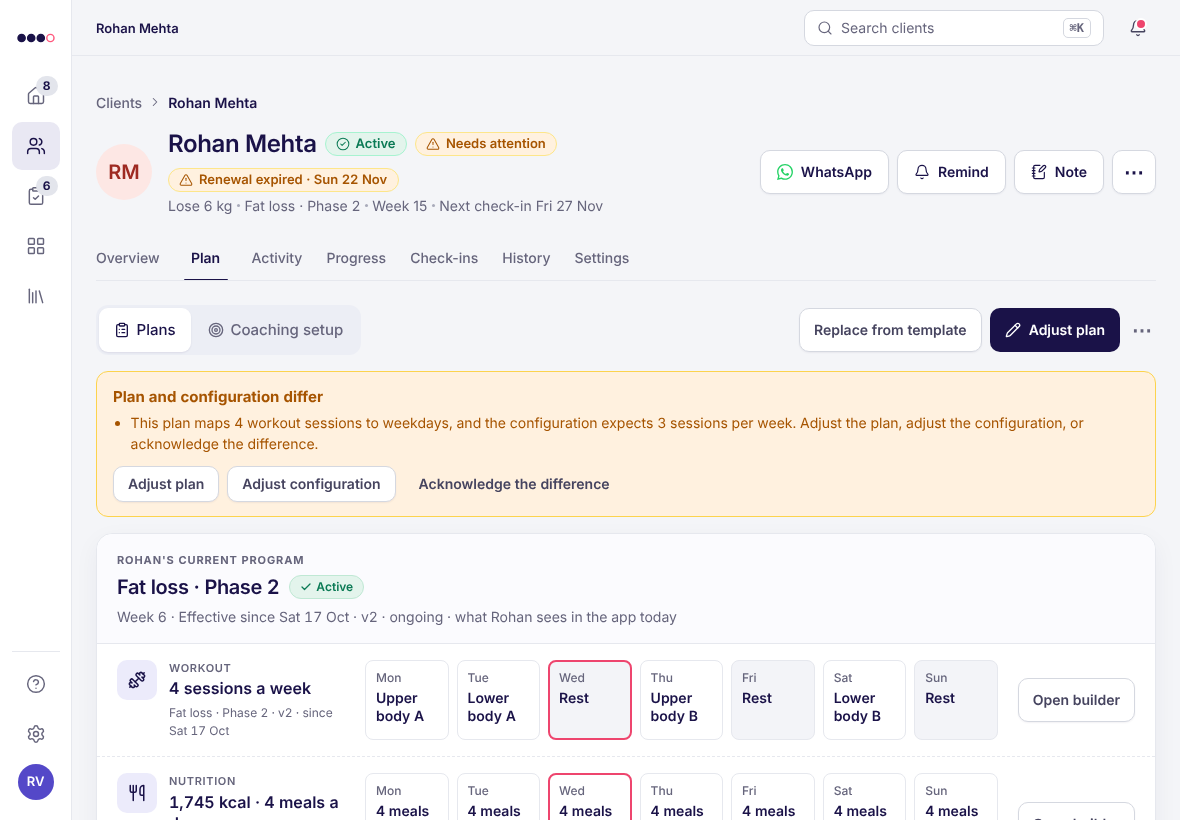 Rohan Mehta
Search clients
⌘K
8
6
Clients > Rohan Mehta
RM
Rohan Mehta
Active
Needs attention
Renewal expired · Sun 22 Nov
Lose 6 kg · Fat loss · Phase 2 · Week 15 · Next check-in Fri 27 Nov
WhatsApp
Remind
Note
Overview
Plan
Activity
Progress
Check-ins
History
Settings
Plans
Coaching setup
Replace from template
Adjust plan
Plan and configuration differ
• This plan maps 4 workout sessions to weekdays, and the configuration expects 3 sessions per week. Adjust the plan, adjust the configuration, or
acknowledge the difference.
Adjust plan
Adjust configuration
Acknowledge the difference
ROHAN'S CURRENT PROGRAM
Fat loss · Phase 2
Active
Week 6 · Effective since Sat 17 Oct · v2 · ongoing · what Rohan sees in the app today
WORKOUT
4 sessions a week
Fat loss · Phase 2 · v2 · since
Sat 17 Oct
Mon
Upper
body A
Tue
Lower
body A
Wed
Rest
Thu
Upper
body B
Fri
Rest
Sat
Lower
body B
Sun
Rest
Open builder
NUTRITION
1,745 kcal · 4 meals a
Mon
4 meals
Tue
4 meals
Wed
4 meals
Thu
4 meals
Fri
4 meals
Sat
4 meals
Sun
4 meals
RV